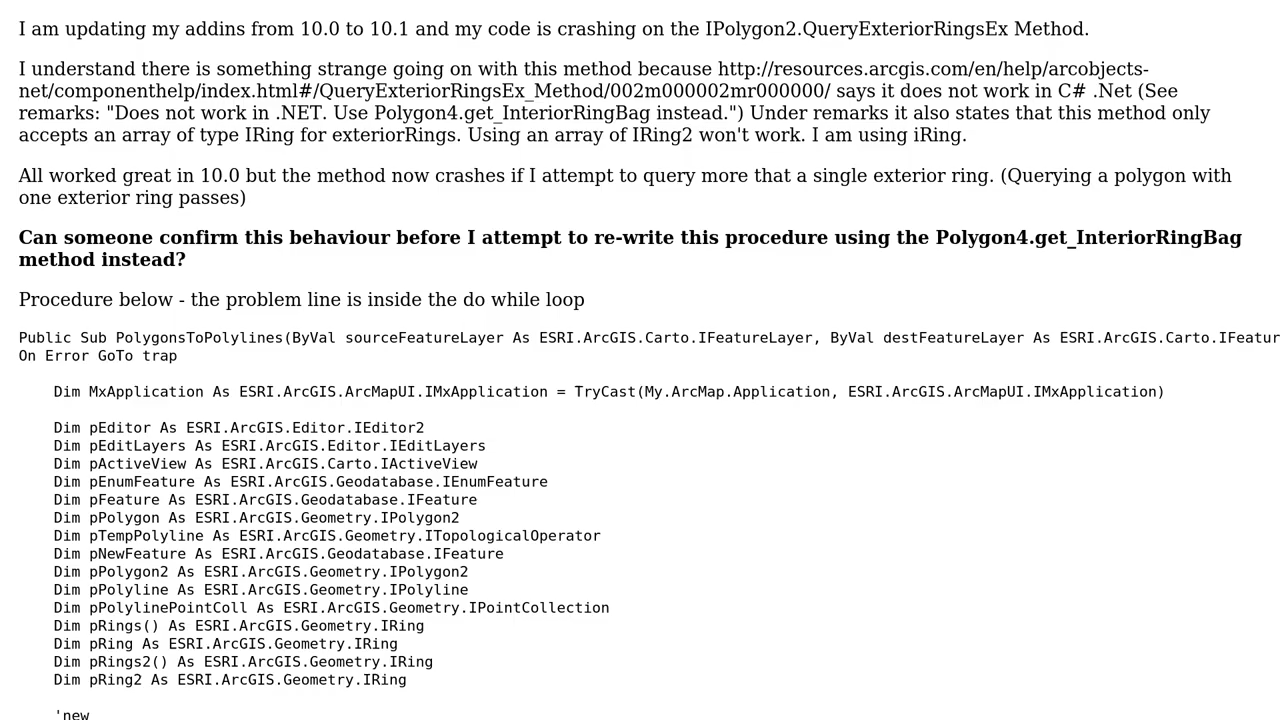 I am updating my addins from 10.0 to 10.1 and my code is crashing on the IPolygon2.QueryExteriorRingsEx Method.
I understand there is something strange going on with this method because http://resources.arcgis.com/en/help/arcobjects-
net/componenthelp/index.html#/QueryExteriorRingsEx_Method/002m000002mr000000/ says it does not work in C# .Net (See
remarks: "Does not work in .NET. Use Polygon4.get_InteriorRingBag instead.") Under remarks it also states that this method only
accepts an array of type IRing for exteriorRings. Using an array of IRing2 won't work. I am using iRing.
All worked great in 10.0 but the method now crashes if I attempt to query more that a single exterior ring. (Querying a polygon with
one exterior ring passes)
Can someone confirm this behaviour before I attempt to re-write this procedure using the Polygon4.get_InteriorRingBag
method instead?
Procedure below - the problem line is inside the do while loop
Public Sub PolygonsToPolylines(ByVal sourceFeatureLayer As ESRI.ArcGIS.Carto.IFeatureLayer, ByVal destFeatureLayer As ESRI.ArcGIS.Carto.IFeatur
On Error GoTo trap
Dim MxApplication As ESRI.ArcGIS.ArcMapUI.IMxApplication = TryCast(My.ArcMap.Application, ESRI.ArcGIS.ArcMapUI.IMxApplication)
Dim pEditor As ESRI.ArcGIS.Editor.IEditor2
Dim pEditLayers As ESRI.ArcGIS.Editor.IEditLayers
Dim pActiveView As ESRI.ArcGIS.Carto.IActiveView
Dim pEnumFeature As ESRI.ArcGIS.Geodatabase.IEnumFeature
Dim pFeature As ESRI.ArcGIS.Geodatabase.IFeature
Dim pPolygon As ESRI.ArcGIS.Geometry.IPolygon2
Dim pTempPolyline As ESRI.ArcGIS.Geometry.ITopologicalOperator
Dim pNewFeature As ESRI.ArcGIS.Geodatabase.IFeature
Dim pPolygon2 As ESRI.ArcGIS.Geometry.IPolygon2
Dim pPolyline As ESRI.ArcGIS.Geometry.IPolyline
Dim pPolylinePointColl As ESRI.ArcGIS.Geometry.IPointCollection
Dim pRings() As ESRI.ArcGIS.Geometry.IRing
Dim pRing As ESRI.ArcGIS.Geometry.IRing
Dim pRings2() As ESRI.ArcGIS.Geometry.IRing
Dim pRing2 As ESRI.ArcGIS.Geometry.IRing
'new